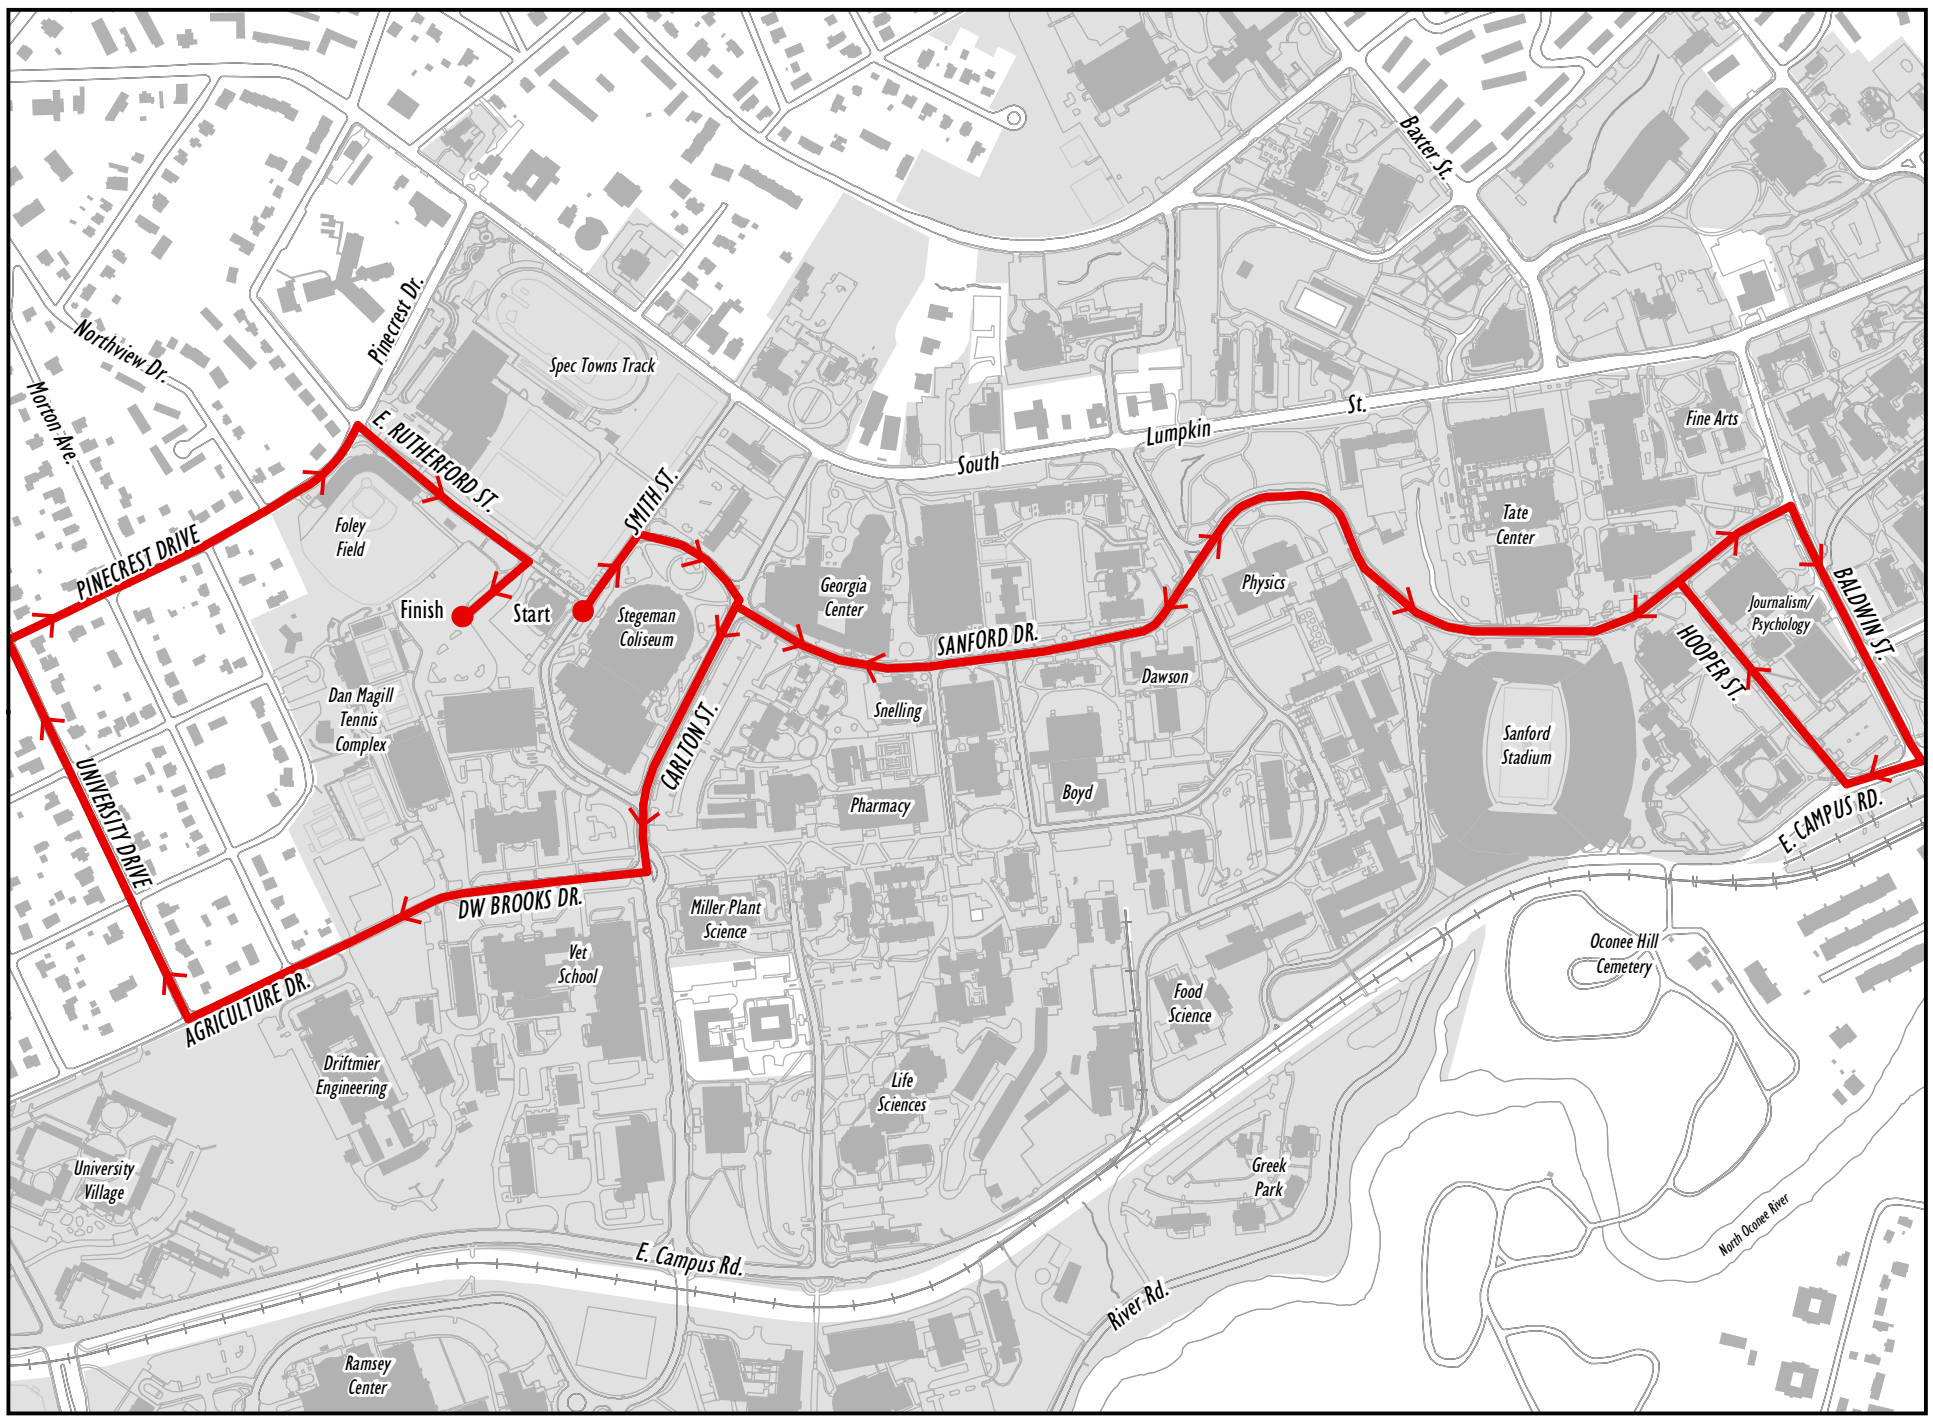 Baxter St.
Pinecrest Dr.
Northview Dr.
Morton Ave.
Spec Towns Track
South
Lumpkin
St.
Fine Arts
E. RUTHERFORD ST.
SMITH ST.
Foley
Field
PINECREST DRIVE
Tate
Center
Georgia
Center
Physics
Finish
Start
Stegeman
Coliseum
SANFORD DR.
Journalism/
Psychology
BALDWIN ST.
HOOPER ST.
Dawson
Dan Magill
Tennis
Complex
Snelling
CARLTON ST.
Sanford
Stadium
UNIVERSITY DRIVE
Pharmacy
Boyd
E. CAMPUS RD.
DW BROOKS DR.
Miller Plant
Science
Vet
School
Oconee Hill
Cemetery
AGRICULTURE DR.
Food
Science
Driftmier
Engineering
Life
Sciences
University
Village
Greek
Park
North Oconee River
E. Campus Rd.
River Rd.
Ramsey
Center